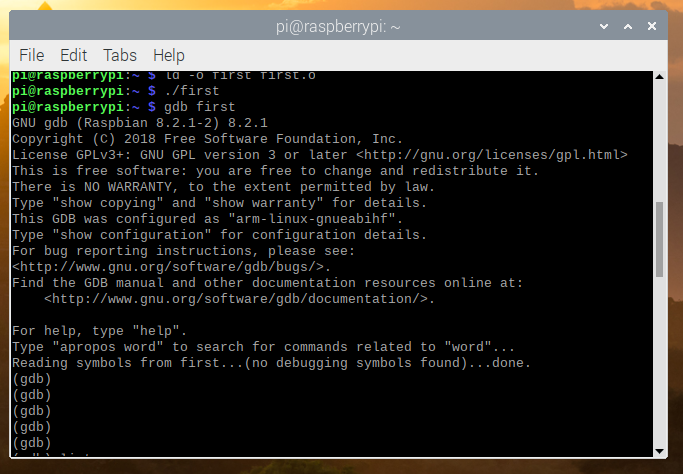 pi@raspberrypi: ~
File Edit Tabs Help
pi@raspberrypi:~ $ ld -o first first.o
pi@raspberrypi:~ $ ./first
pi@raspberrypi:~ $ gdb first
GNU gdb (Raspbian 8.2.1-2) 8.2.1
Copyright (C) 2018 Free Software Foundation, Inc.
License GPLv3+: GNU GPL version 3 or later <http://gnu.org/licenses/gpl.html>
This is free software: you are free to change and redistribute it.
There is NO WARRANTY, to the extent permitted by law.
Type "show copying" and "show warranty" for details.
This GDB was configured as "arm-linux-gnueabihf".
Type "show configuration" for configuration details.
For bug reporting instructions, please see:
<http://www.gnu.org/software/gdb/bugs/>.
Find the GDB manual and other documentation resources online at:
    <http://www.gnu.org/software/gdb/documentation/>.

For help, type "help".
Type "apropos word" to search for commands related to "word"...
Reading symbols from first...(no debugging symbols found)...done.
(gdb)
(gdb)
(gdb)
(gdb)
(gdb)
(gdb) list